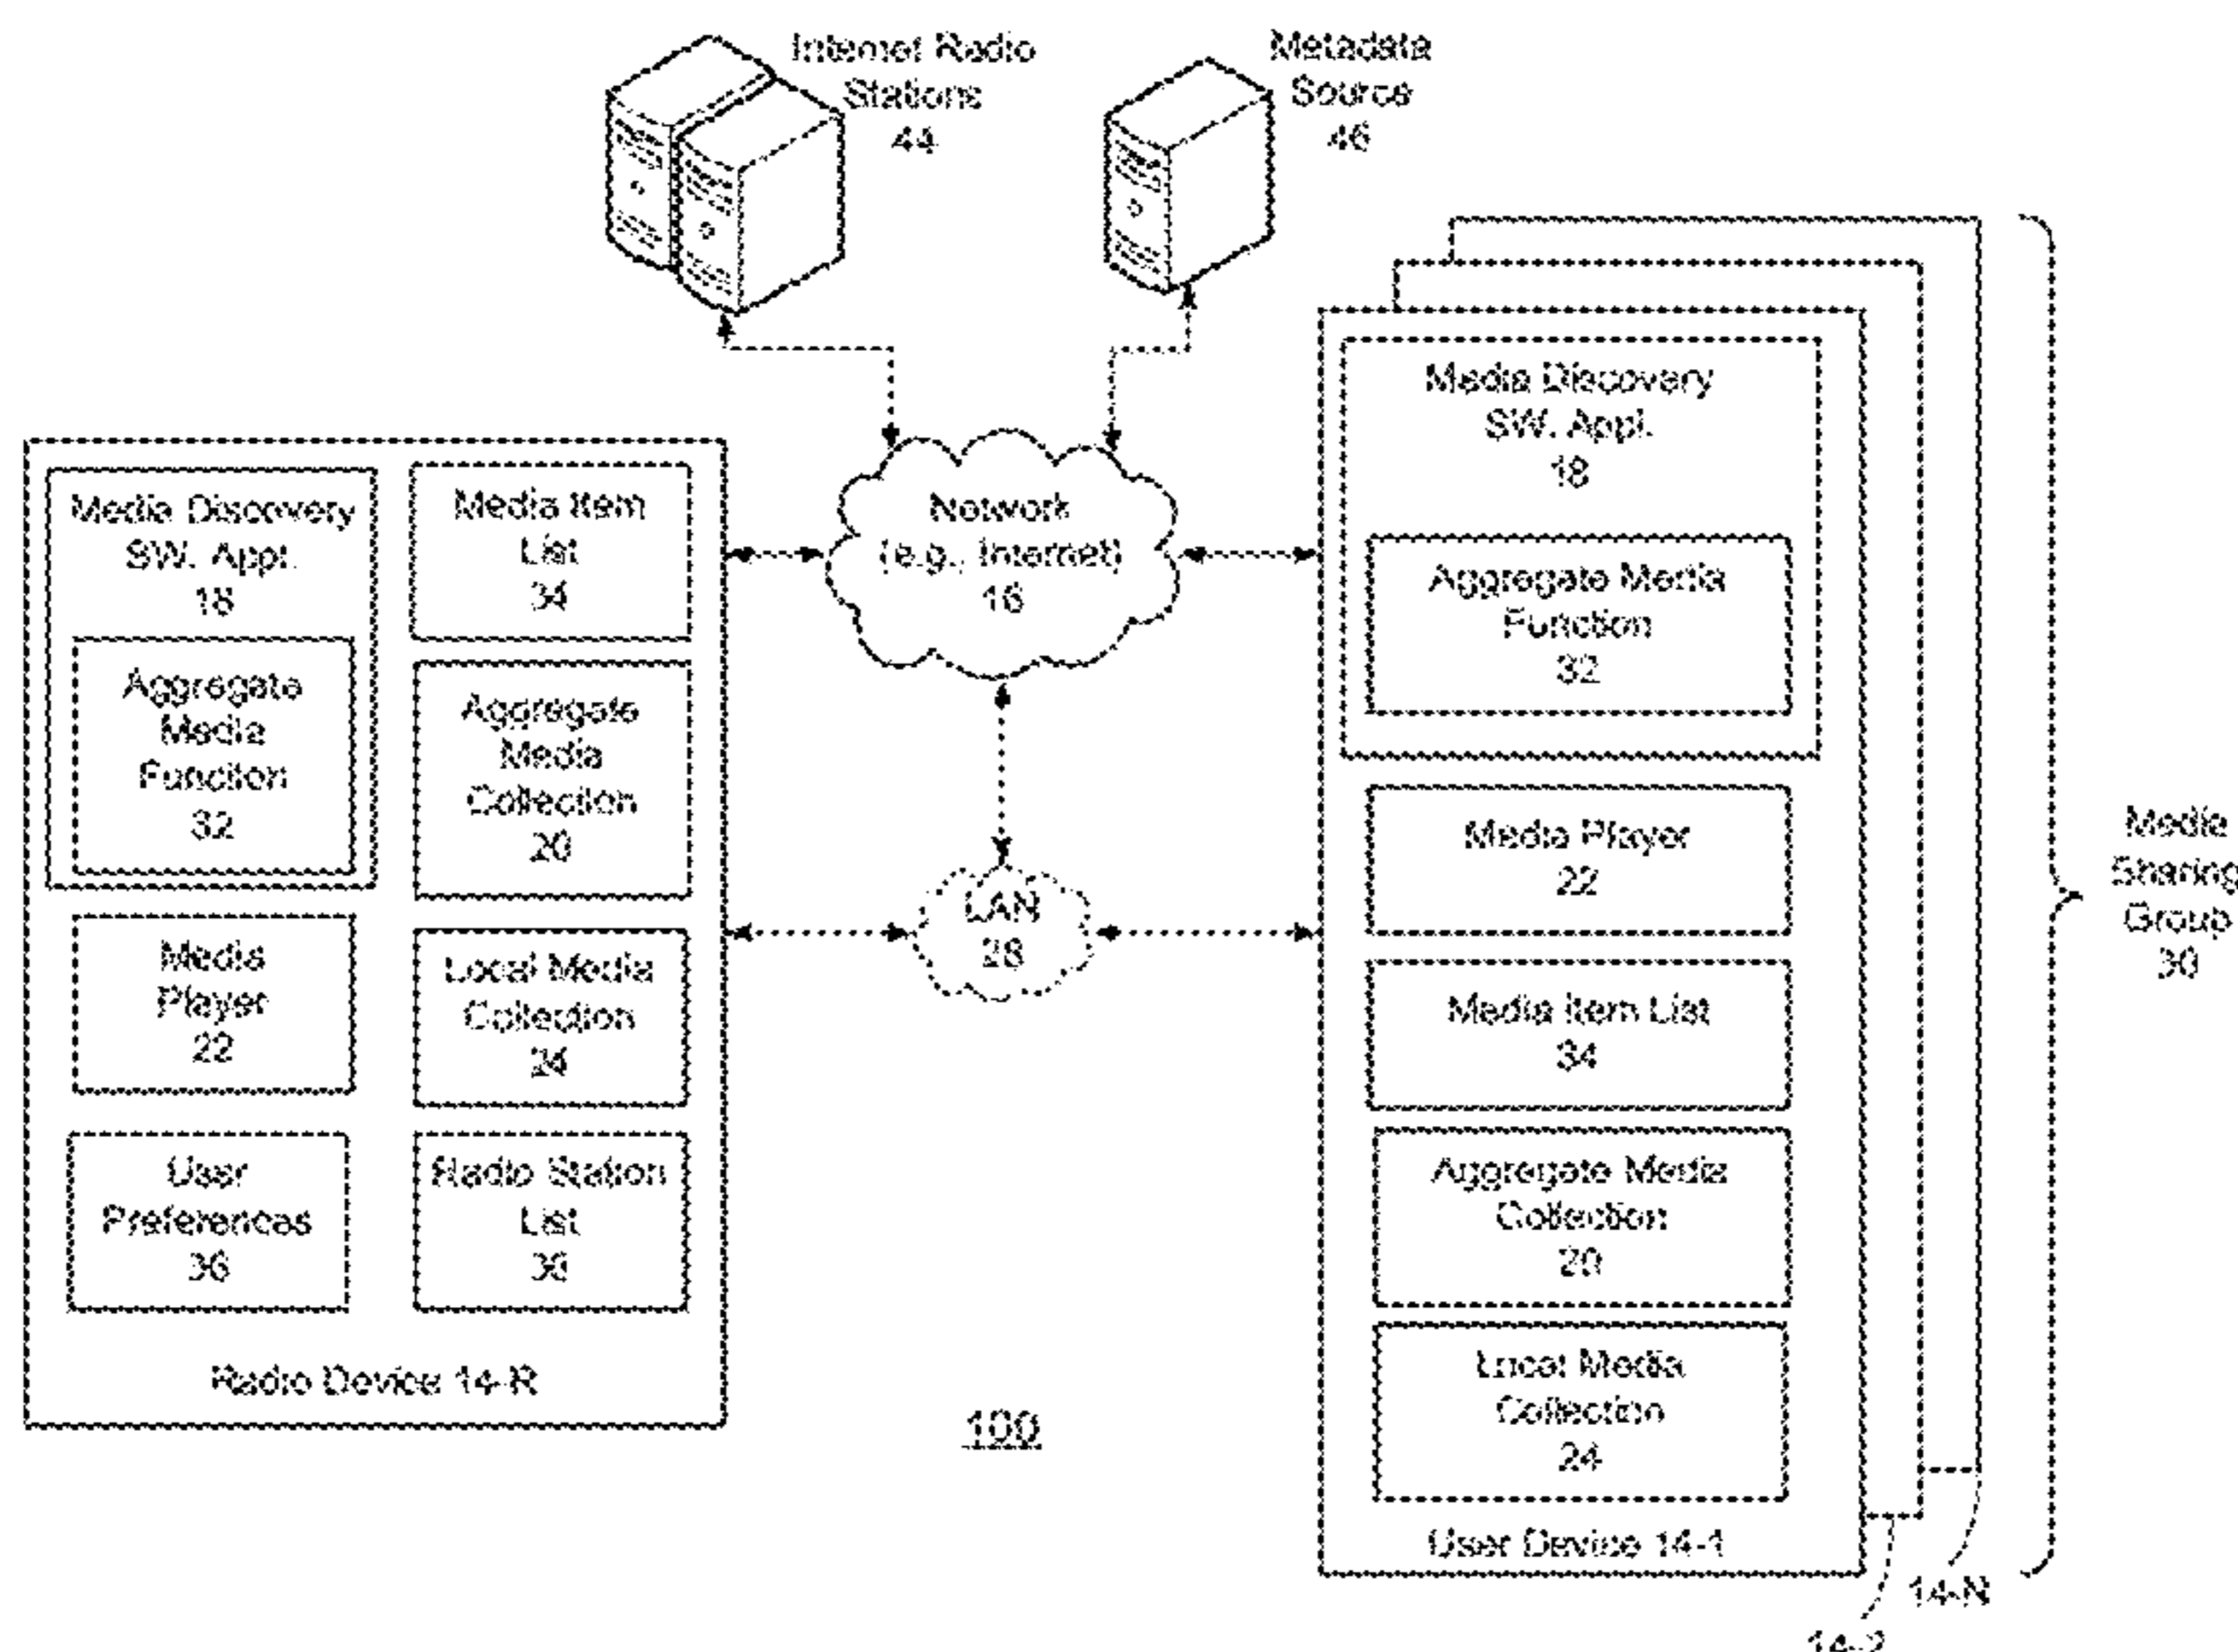 Internet Radio
Stations
44
Metadata
Source
46
Media Discovery
SW. Appl.
18
Aggregate
Media
Function
32
Media
Player
22
User
Preferences
36
Media Item
List
34
Aggregate
Media
Collection
20
Local Media
Collection
24
Radio Station
List
Radio Device 14-R
Network
(e.g., Internet)
16
LAN
28
100
Media Discovery
SW. Appl.
18
Aggregate Media
Function
32
Media Player
22
Media Item List
34
Aggregate Media
Collection
20
Local Media
Collection
24
User Device 14-1
14-N
14-2
Media
Sharing
Group
30